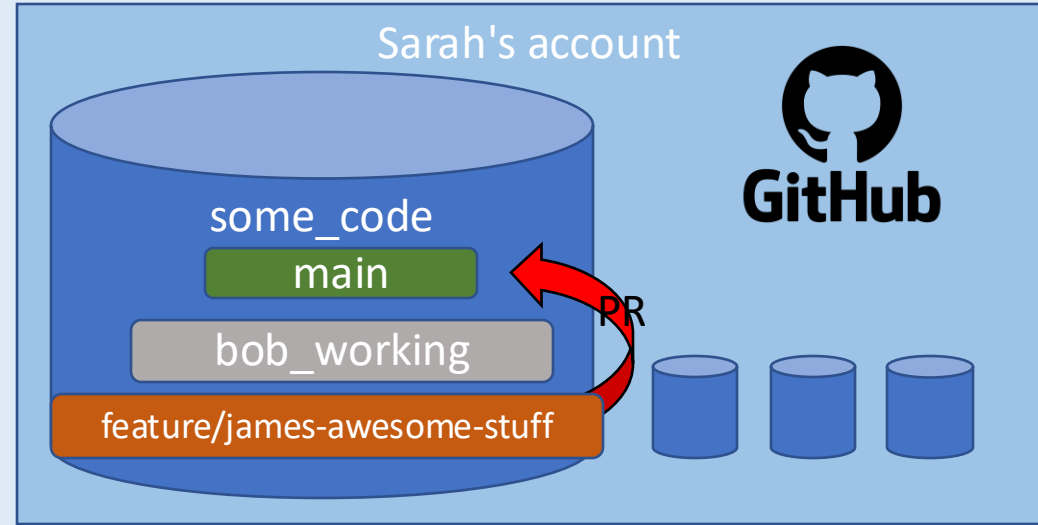 Sarah's account
GitHub
some_code
main
PR
bob_working
feature/james-awesome-stuff